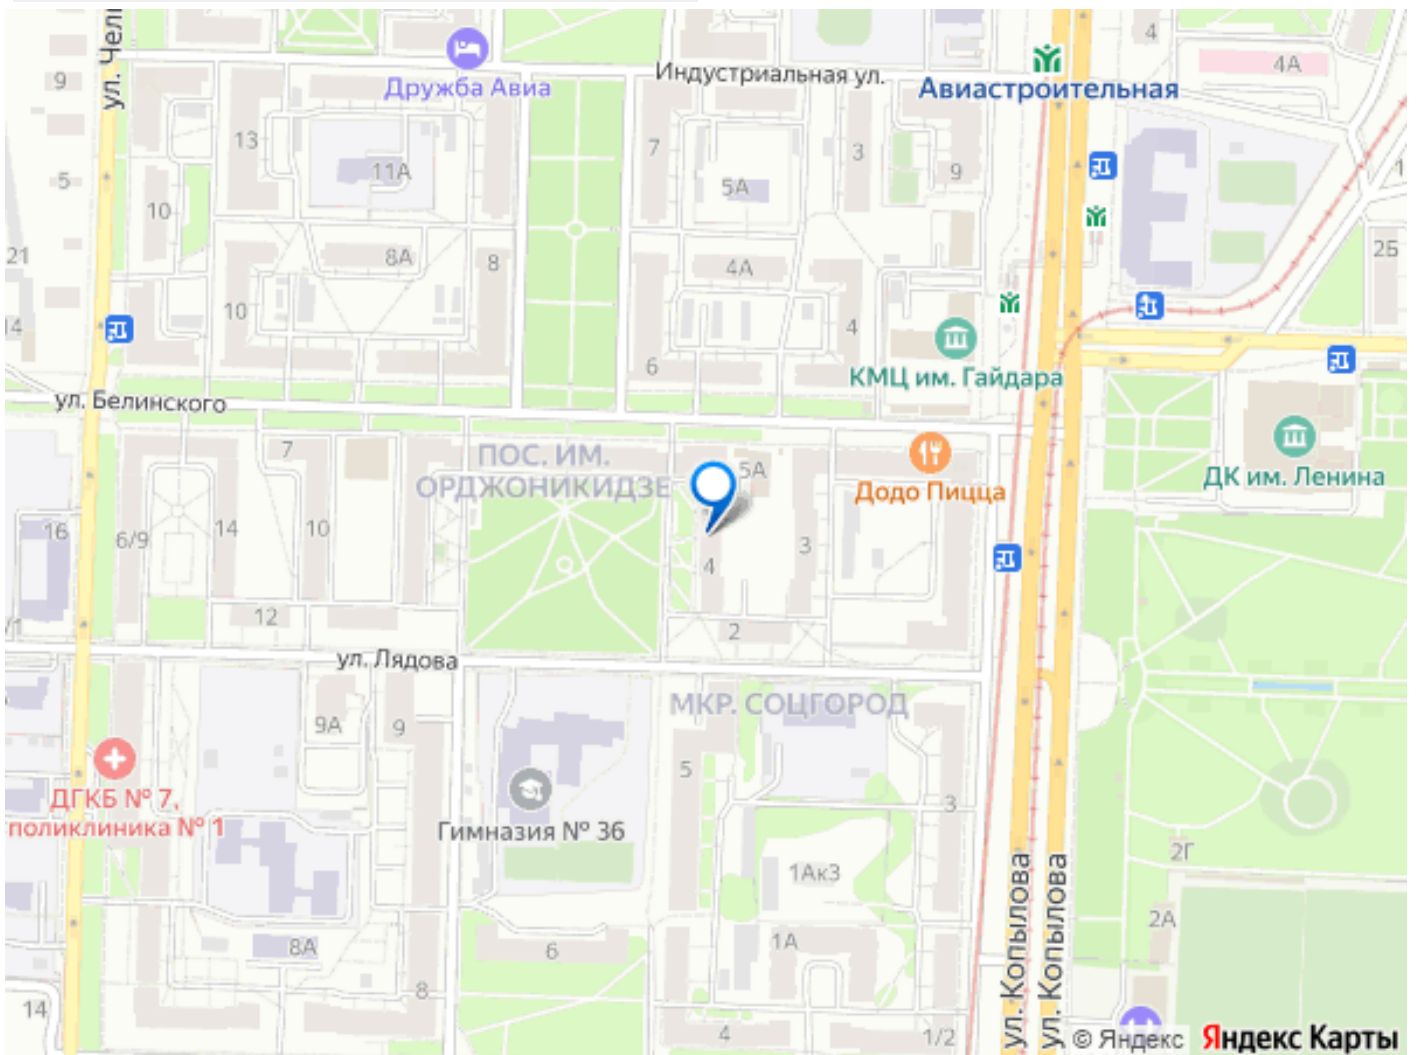 ул. Чел
4
4А
9
Дружба Авиа
Индустриальная ул.
Авиастроительная
13
11А
7
3
5А
9
5
10
21
8А
8
4А
2Б
10
14
4
6
КМЦ им. Гайдара
ул. Белинского
7
ПОС. ИМ.
ОРДЖОНИКИДЗЕ
5А
Додо Пицца
ДК им. Ленина
16
6/9
14
10
3
4
12
2
/1
ул. Лядова
МКР. СОЦГОРОД
9А
9
5
3
ДГКБ № 7,
поликлиника № 1
Гимназия № 36
1Ак3
2Г
2А
8А
6
1А
8
14
4
1/2
ул. Копылова
ул. Копылова
© Яндекс Яндекс Карты